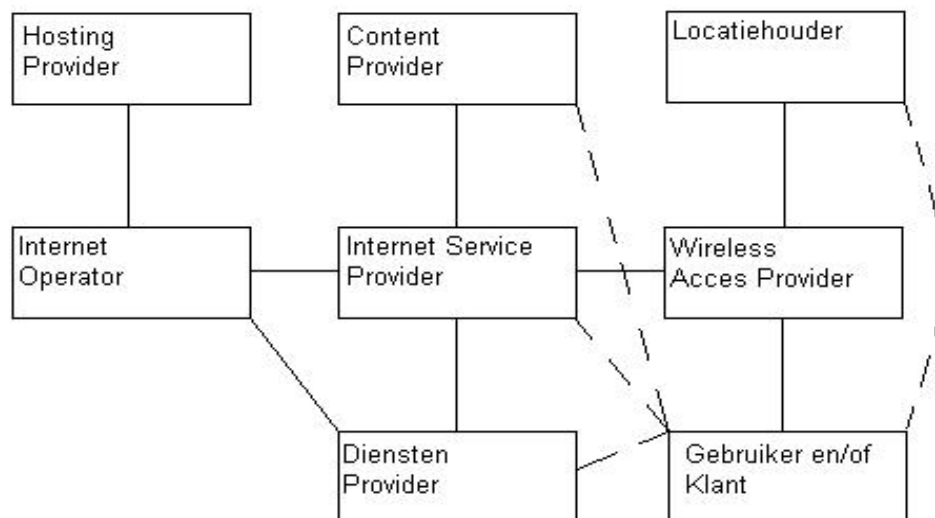 Hosting
Provider
Content
Provider
Locatiehouder
Internet
Operator
Internet Service
Provider
Wireless
Acces Provider
Diensten
Provider
Gebruiker en/of
Klant